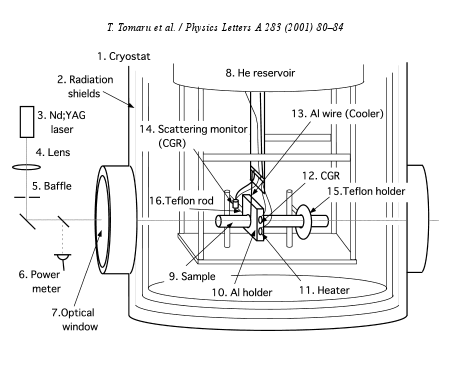 T. Tomaru et al. / Physics Letters A 283 (2001) 80–84
1. Cryostat
2. Radiation
shields
8. He reservoir
3. Nd;YAG
laser
13. Al wire (Cooler)
14. Scattering monitor
(CGR)
4. Lens
12. CGR
5. Baffle
15.Teflon holder
16.Teflon rod
6. Power
meter
9. Sample
10. Al holder
11. Heater
7.Optical
window